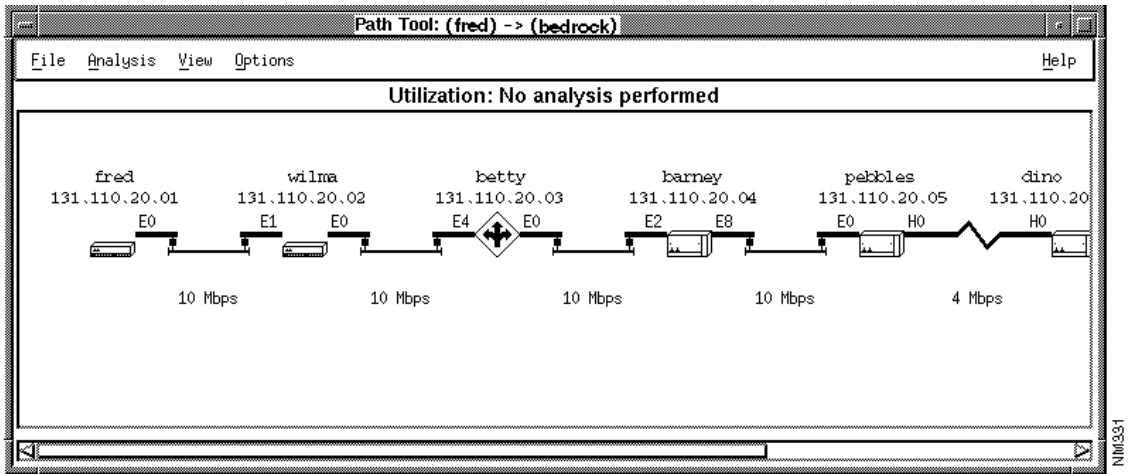 Path Tool: (fred) -> (bedrock)
File Analysis View Options Help
Utilization: No analysis performed
fred wilma betty barney pebbles dino
131.110.20.01 131.110.20.02 131.110.20.03 131.110.20.04 131.110.20.05 131.110.20
E0 E1 E0 E4 E0 E2 E8 E0 H0 H0
10 Mbps 10 Mbps 10 Mbps 10 Mbps 4 Mbps
NM331